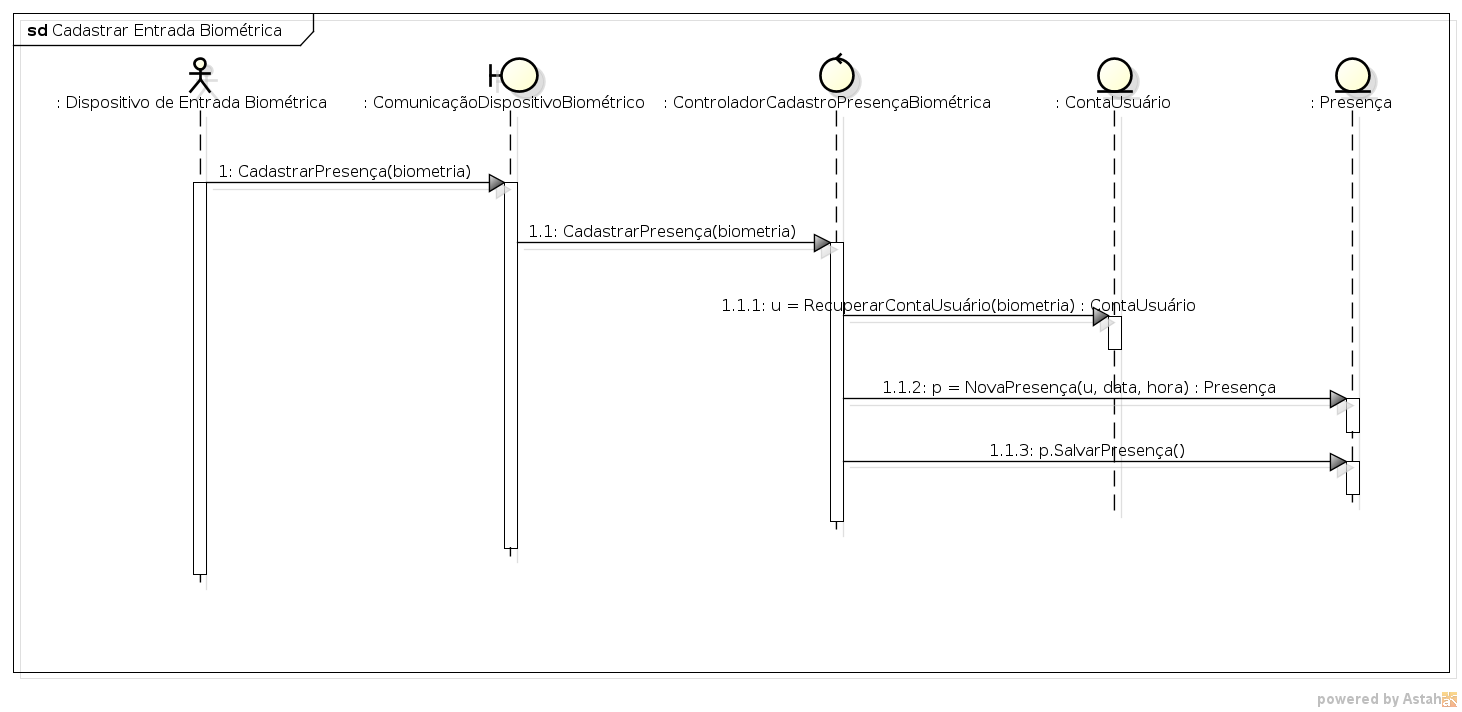 sd Cadastrar Entrada Biométrica
: Dispositivo de Entrada Biométrica
: ComunicaçãoDispositivoBiométrico
: ControladorCadastroPresençaBiométrica
: ContaUsuário
: Presença
1: CadastrarPresença(biometria)
1.1: CadastrarPresença(biometria)
1.1.1: u = RecuperarContaUsuário(biometria) : ContaUsuário
1.1.2: p = NovaPresença(u, data, hora) : Presença
1.1.3: p.SalvarPresença()
powered by Astah